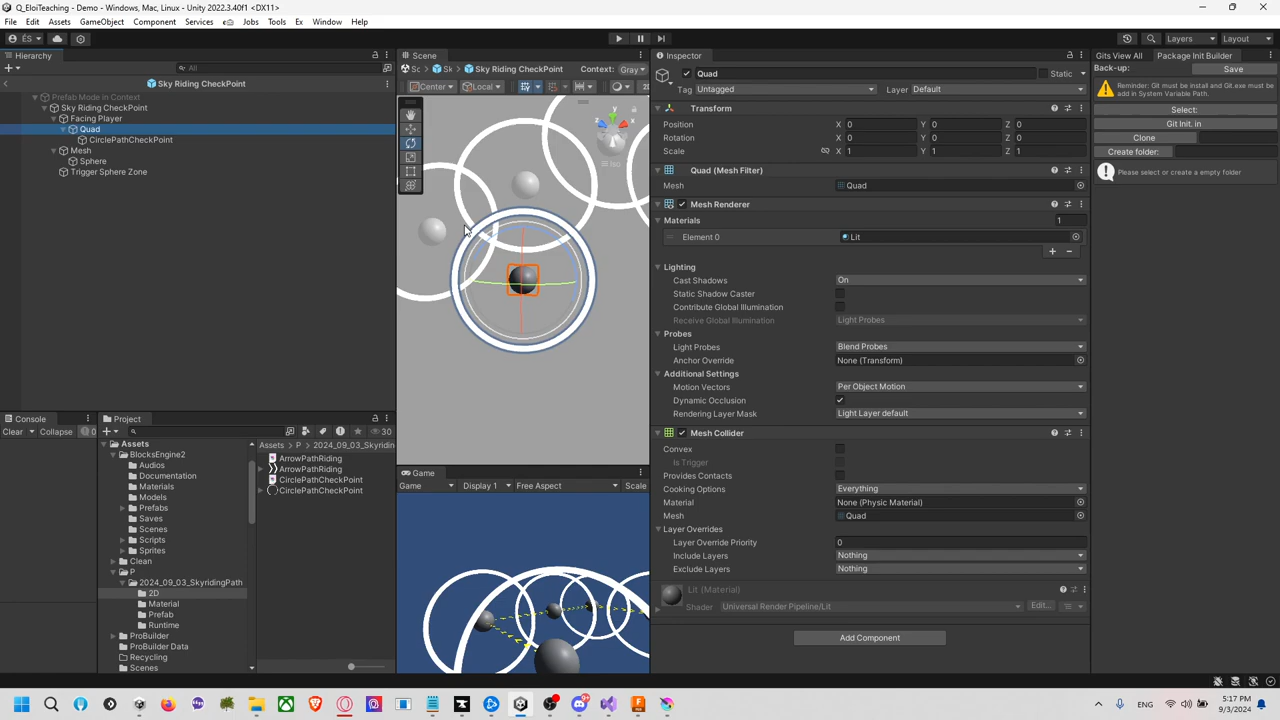 Q_EloiTeaching - Demo - Windows, Mac, Linux - Unity 2022.3.40f1 <DX11>
File Edit Assets GameObject Component Services Jobs Tools Ex Window Help
ÉS
Layers Layout
Hierarchy
All
Sky Riding CheckPoint
Prefab Mode in Context
Sky Riding CheckPoint
Facing Player
Quad
CirclePathCheckPoint
Mesh
Sphere
Trigger Sphere Zone
Scene
Sc Sk Sky Riding CheckPoint Context: Gray
Center Local
y
z
Inspector
Quad Static
Tag Untagged Layer Default
Transform
Position X 0 Y 0 Z 0
Rotation X 0 Y 0 Z 0
Scale X 1 Y 1 Z 1
Quad (Mesh Filter)
Mesh Quad
Mesh Renderer
Materials 1
Element 0 Lit
Lighting
Cast Shadows On
Static Shadow Caster
Contribute Global Illumination
Receive Global Illumination Light Probes
Probes
Light Probes Blend Probes
Anchor Override None (Transform)
Additional Settings
Motion Vectors Per Object Motion
Dynamic Occlusion
Rendering Layer Mask Light Layer default
Mesh Collider
Convex
Is Trigger
Provides Contacts
Cooking Options Everything
Material None (Physic Material)
Mesh Quad
Layer Overrides
Layer Override Priority 0
Include Layers Nothing
Exclude Layers Nothing
Lit (Material)
Shader Universal Render Pipeline/Lit Edit...
Add Component
Gits View All Package Init Builder
Back-up: Save
Reminder: Git must be install and Git.exe must be add in System Variable Path.
Select:
Git Init. in
Clone
Create folder:
Please select or create a empty folder
Console
Clear Collapse 0
Project
30
Assets
BlocksEngine2
Audios
Documentation
Materials
Models
Prefabs
Saves
Scenes
Scripts
Sprites
Clean
P
2024_09_03_SkyridingPath
2D
Material
Prefab
Runtime
ProBuilder
ProBuilder Data
Recycling
Scenes
Assets > P > 2024_09_03_Skyridin
ArrowPathRiding
ArrowPathRiding
CirclePathCheckPoint
CirclePathCheckPoint
Game
Game Display 1 Free Aspect Scale
9+
ENG
5:17 PM
9/3/2024